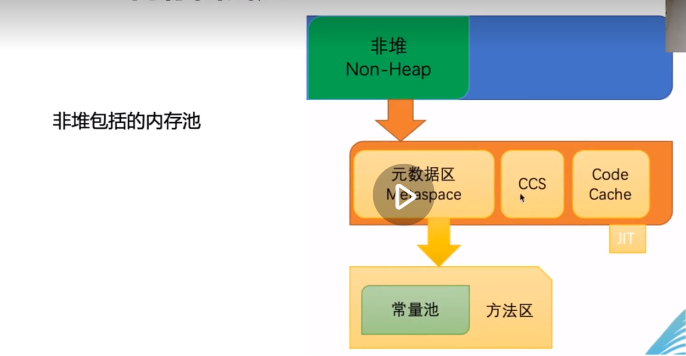 非堆
Non-Heap
非堆包括的内存池
元数据区
Metaspace
CCS
Code
Cache
JIT
常量池
方法区